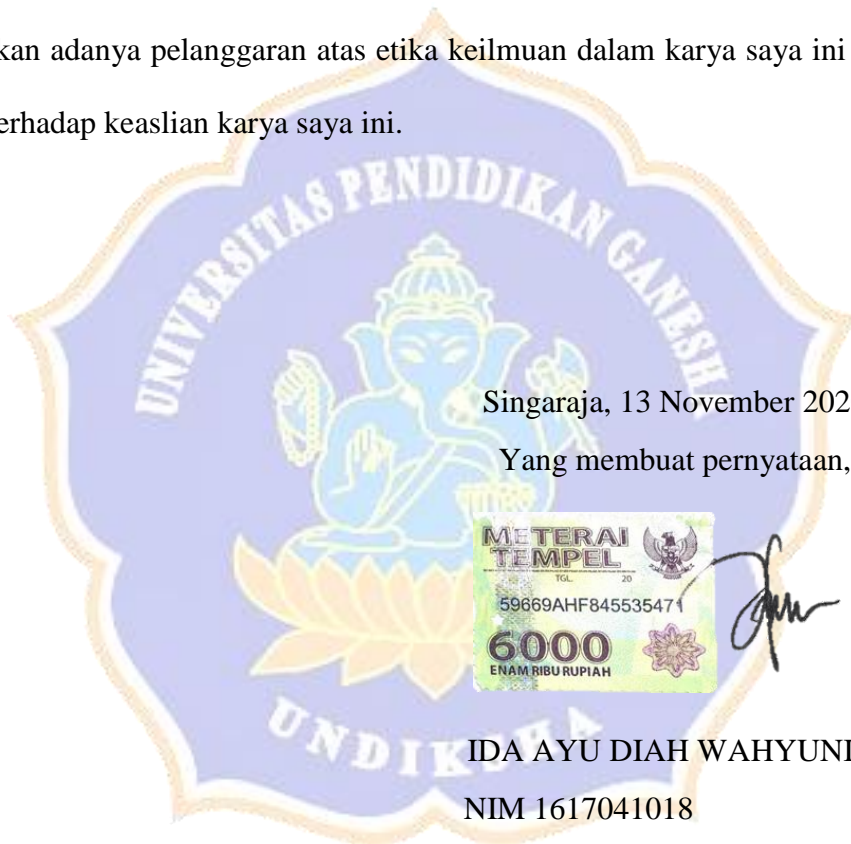 kan adanya pelanggaran atas etika keilmuan dalam karya saya ini
erhadap keaslian karya saya ini.
UNIVERSITAS PENDIDIKAN GANESHA
Singaraja, 13 November 202
Yang membuat pernyataan,
METERAI
TEMPEL
TGL. 20
59669AHF845535471
6000
ENAM RIBU RUPIAH
UNDIKSHA
IDA AYU DIAH WAHYUNI
NIM 1617041018